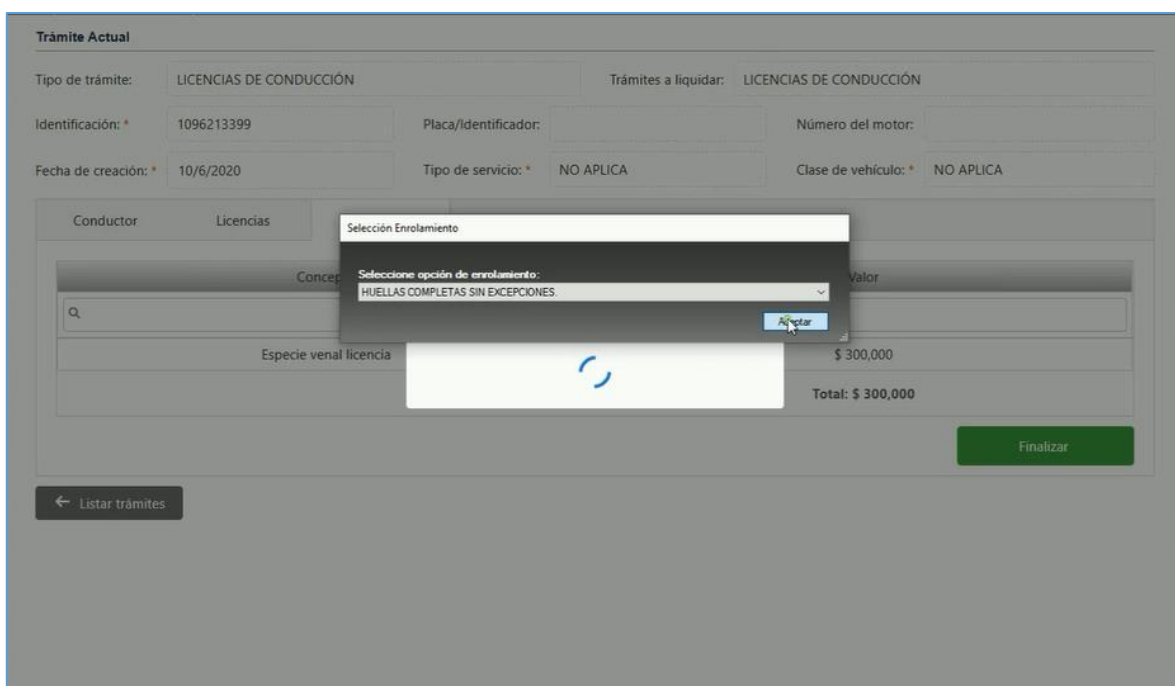 Trámite Actual
Tipo de trámite: LICENCIAS DE CONDUCCIÓN Trámites a liquidar: LICENCIAS DE CONDUCCIÓN
Identificación: * 1096213399 Placa/Identificador: Número del motor:
Fecha de creación: * 10/6/2020 Tipo de servicio: * NO APLICA Clase de vehículo: * NO APLICA
Conductor Licencias
Selección Enrolamiento
Seleccione opción de enrolamiento:
HUELLAS COMPLETAS SIN EXCEPCIONES.
Aceptar
Valor
Especie venal licencia $ 300,000
Total: $ 300,000
Finalizar
← Listar trámites